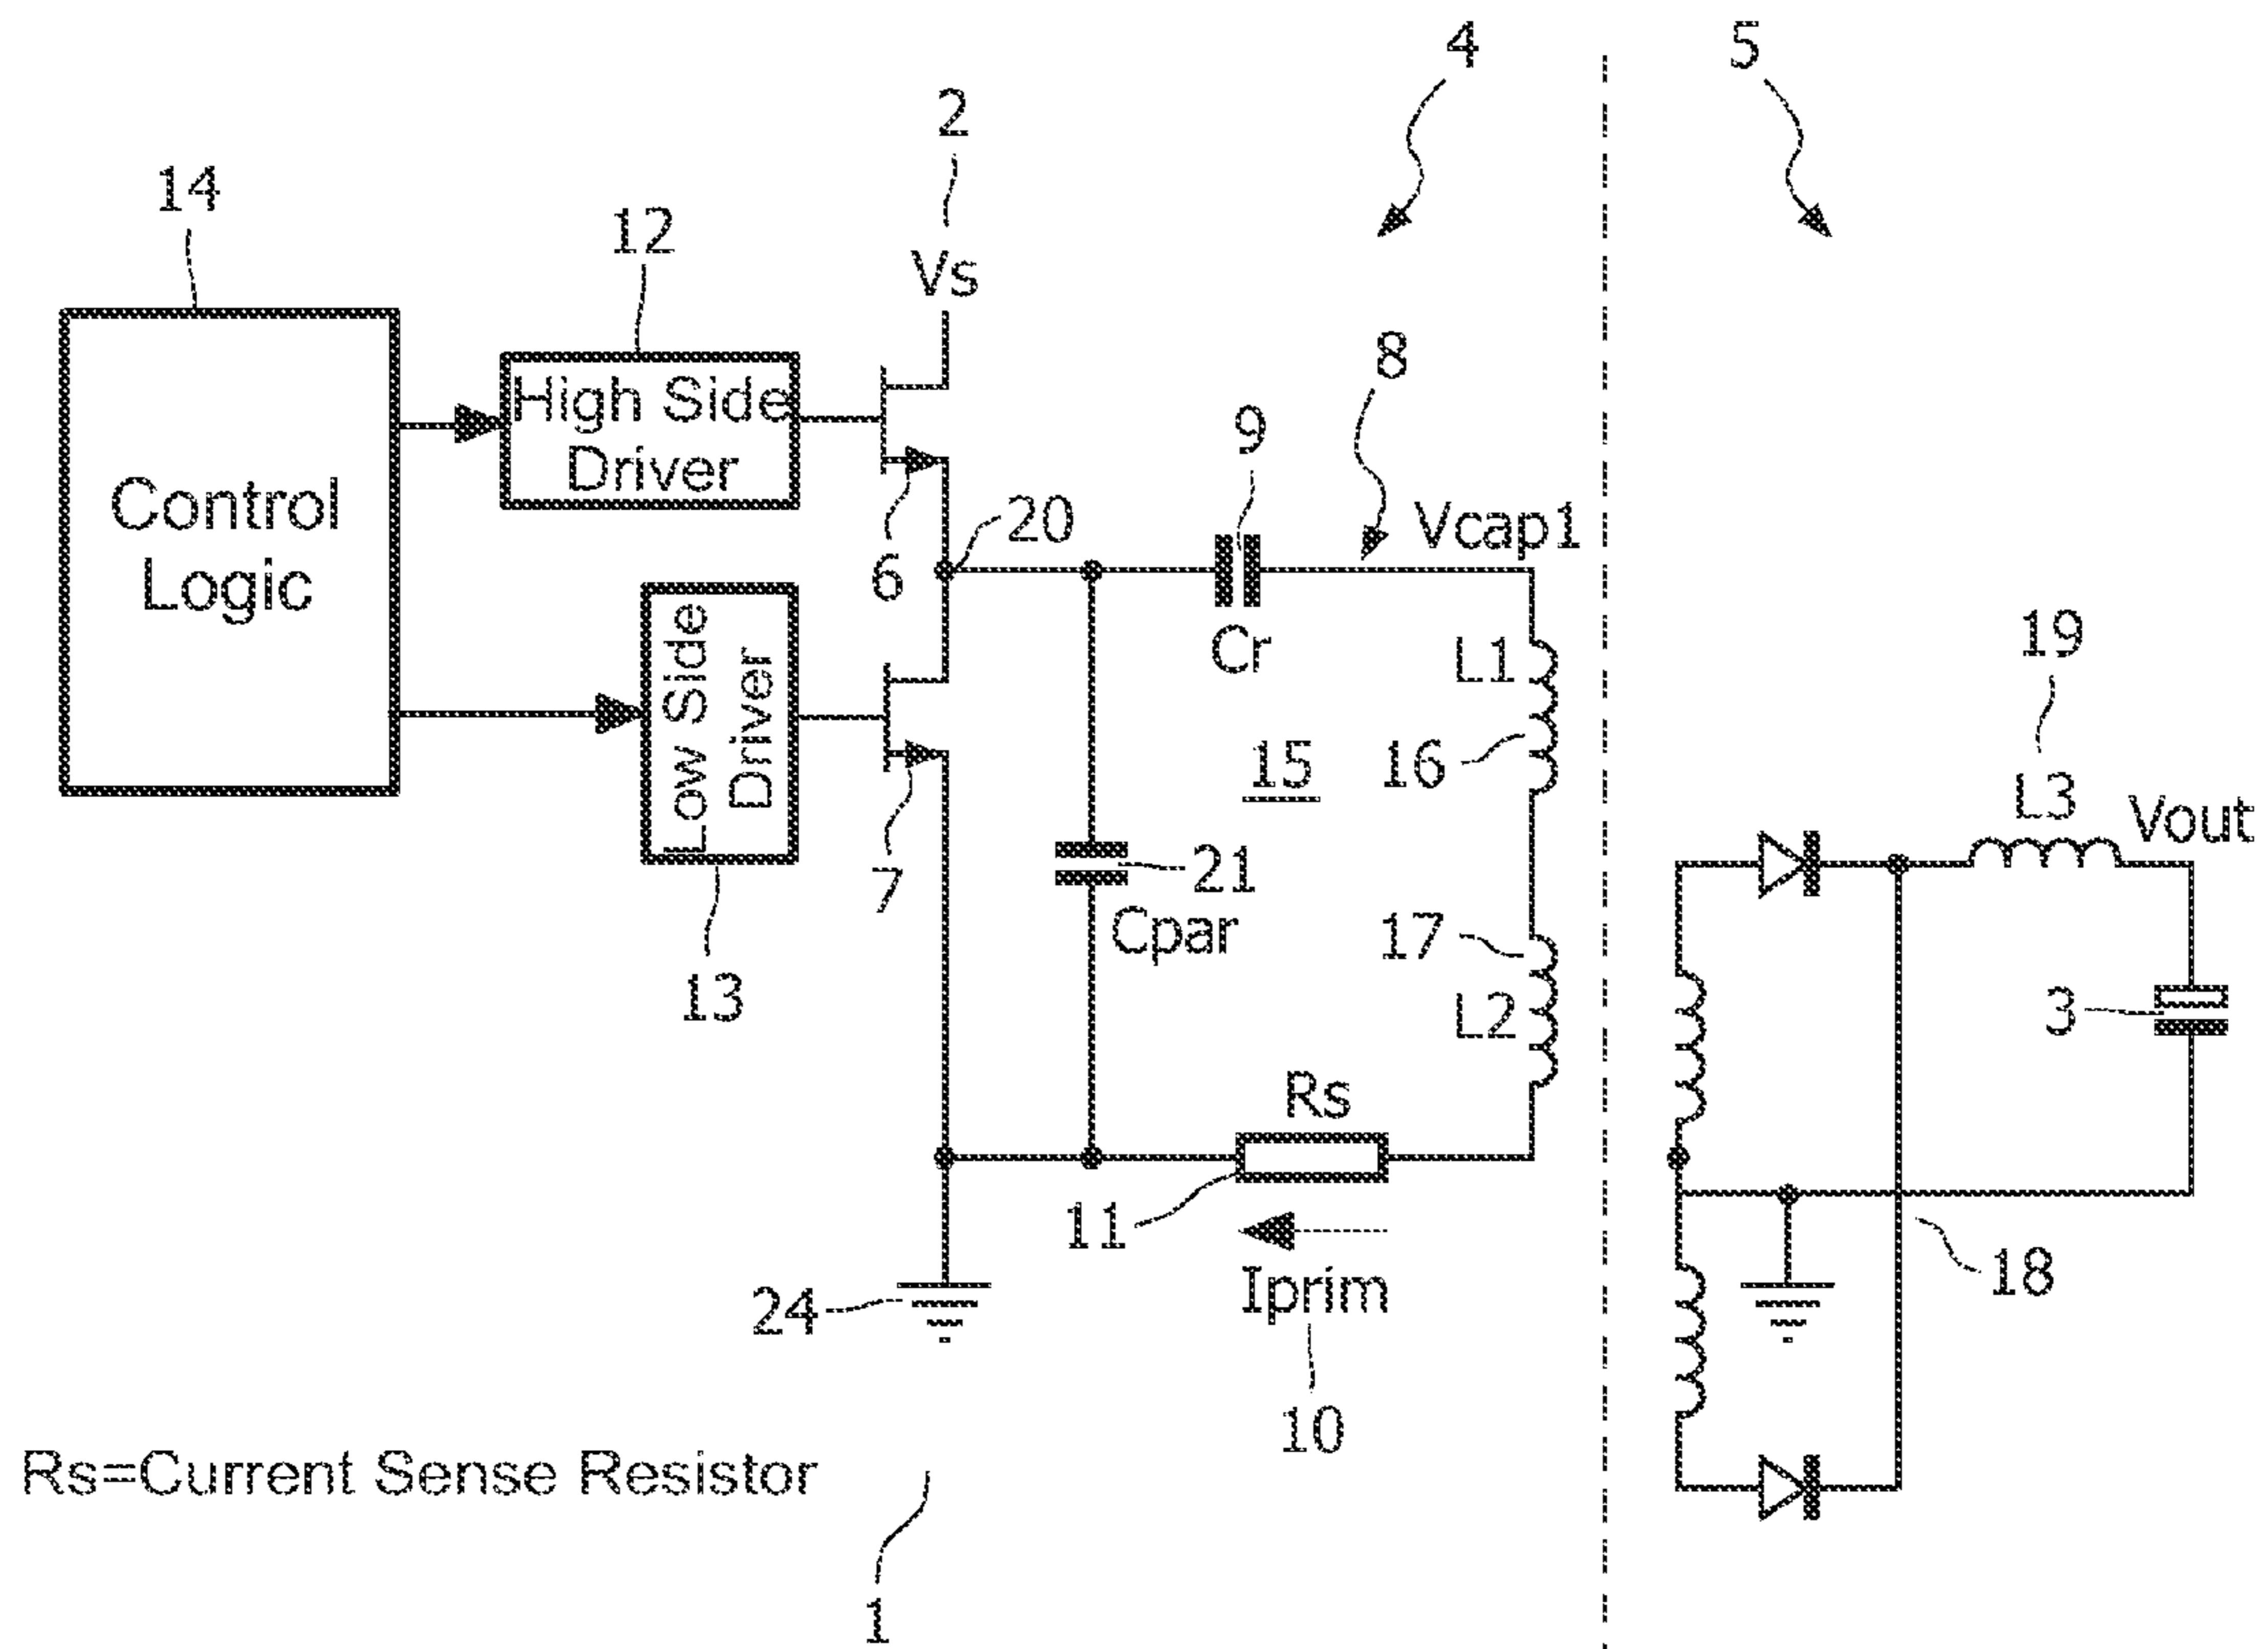 4
5
2
14
12
Vs
8
High Side
Driver
9
Control
Logic
20
Vcap1
6
Low Side
Driver
Cr
L1
19
15
16
L3
Vout
7
21
Cpar
17
13
L2
3
Rs
11
24
Iprim
18
10
Rs=Current Sense Resistor
1